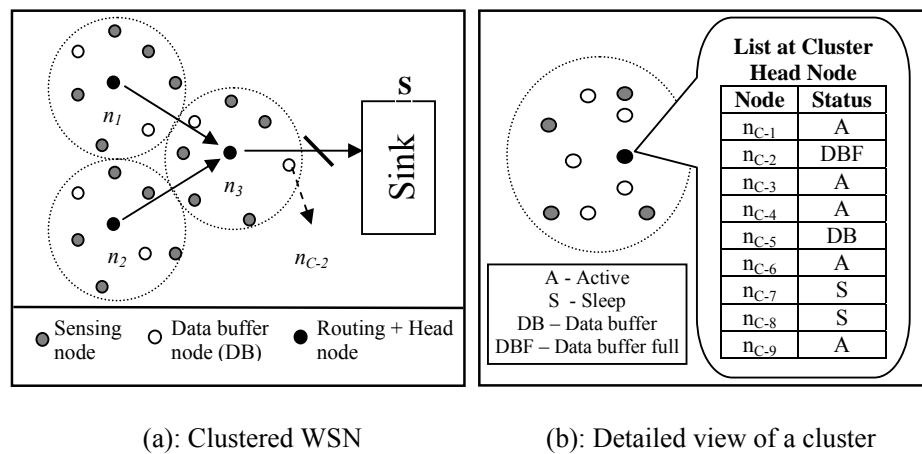 n1
n2
n3
nC-2
S
Sink
Sensing
node
Data buffer
node (DB)
Routing + Head
node
List at Cluster
Head Node
Node Status
nC-1 A
nC-2 DBF
nC-3 A
nC-4 A
nC-5 DB
nC-6 A
nC-7 S
nC-8 S
nC-9 A
A - Active
S - Sleep
DB – Data buffer
DBF – Data buffer full
(a): Clustered WSN
(b): Detailed view of a cluster